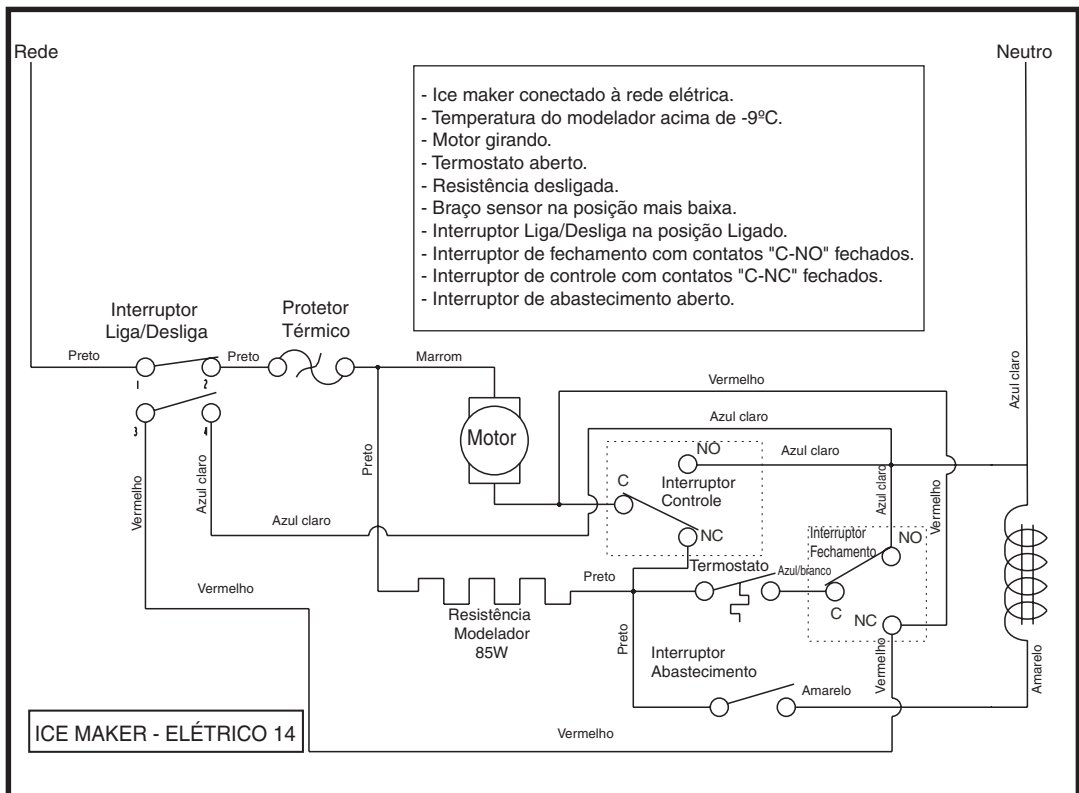 Rede
Neutro
- Ice maker conectado à rede elétrica.
- Temperatura do modelador acima de -9ºC.
- Motor girando.
- Termostato aberto.
- Resistência desligada.
- Braço sensor na posição mais baixa.
- Interruptor Liga/Desliga na posição Ligado.
- Interruptor de fechamento com contatos "C-NO" fechados.
- Interruptor de controle com contatos "C-NC" fechados.
- Interruptor de abastecimento aberto.
Interruptor
Liga/Desliga
Protetor
Térmico
Preto
1
2
Preto
Marrom
Vermelho
Azul claro
3
4
Azul claro
Motor
Preto
NO
Azul claro
C
Interruptor
Controle
NC
Azul claro
Vermelho
Vermelho
Azul claro
Azul claro
Interruptor
Fechamento
NO
Preto
Termostato
Azul/branco
C
NC
Vermelho
Resistência
Modelador
85W
Preto
Interruptor
Abastecimento
Vermelho
Amarelo
Amarelo
ICE MAKER - ELÉTRICO 14
Vermelho